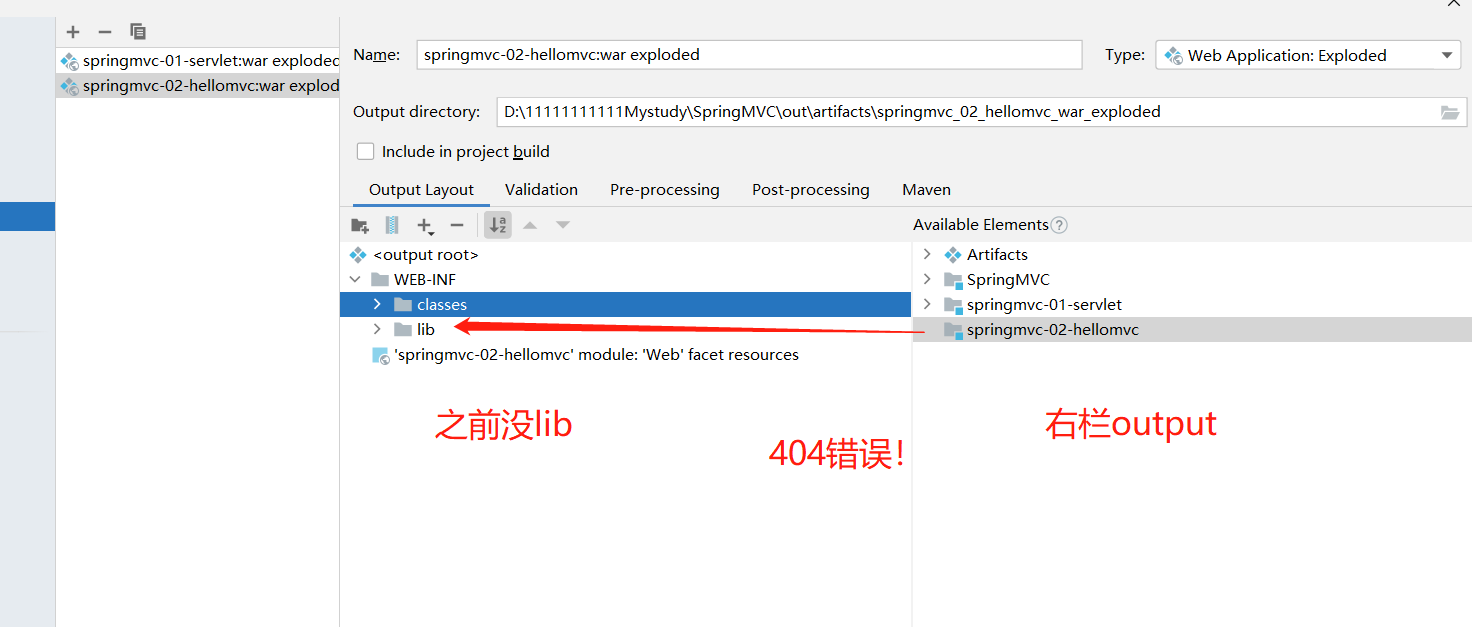 Name:
springmvc-02-hellomvc:war exploded
Type:
Web Application: Exploded
springmvc-01-servlet:war exploded
springmvc-02-hellomvc:war explod
Output directory:
D:\11111111111Mystudy\SpringMVC\out\artifacts\springmvc_02_hellomvc_war_exploded
Include in project build
Output Layout
Validation
Pre-processing
Post-processing
Maven
Available Elements
<output root>
WEB-INF
classes
lib
'springmvc-02-hellomvc' module: 'Web' facet resources
Artifacts
SpringMVC
springmvc-01-servlet
springmvc-02-hellomvc
之前没lib
404错误！
右栏output